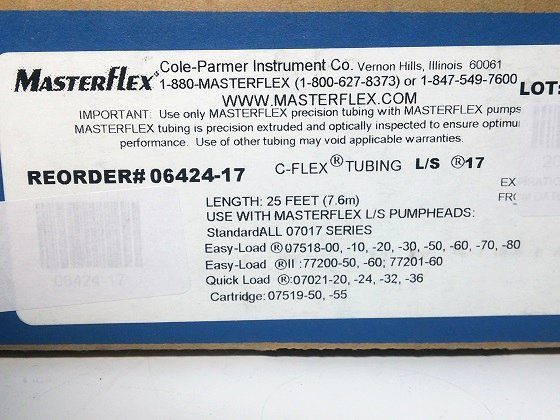 MASTERFLEX Cole-Parmer Instrument Co. Vernon Hills, Illinois 60061
1-880-MASTERFLEX (1-800-627-8373) or 1-847-549-7600
WWW.MASTERFLEX.COM
LOT:
IMPORTANT: Use only MASTERFLEX precision tubing with MASTERFLEX pumps
MASTERFLEX tubing is precision extruded and optically inspected to ensure optimu
performance. Use of other tubing may void applicable warranties.
REORDER# 06424-17 C-FLEX®TUBING L/S ®17
LENGTH: 25 FEET (7.6m)
USE WITH MASTERFLEX L/S PUMPHEADS:
StandardALL 07017 SERIES
Easy-Load ®07518-00, -10, -20, -30, -50, -60, -70, -80
Easy-Load ®II :77200-50, -60; 77201-60
Quick Load ®:07021-20, -24, -32, -36
Cartridge: 07519-50, -55
06424-17